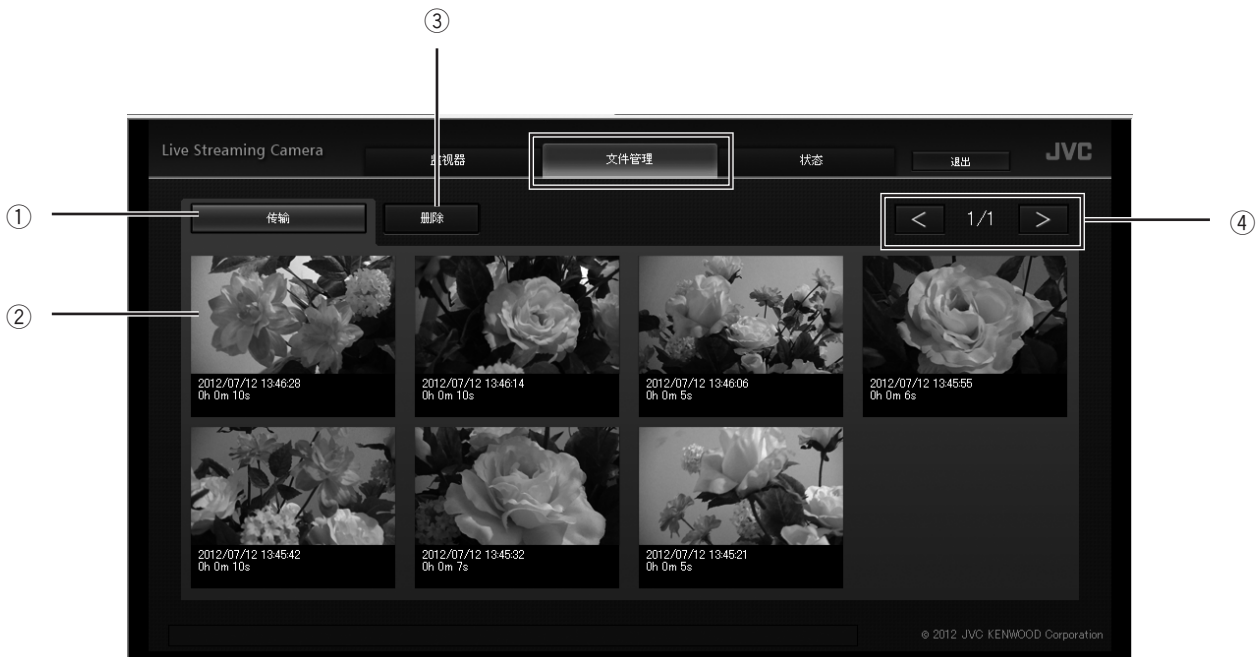 ③
Live Streaming Camera
监视器
文件管理
状态
退出
JVC
①
传输
删除
< 1/1 >
④
②
2012/07/12 13:46:28
0h 0m 10s
2012/07/12 13:46:14
0h 0m 10s
2012/07/12 13:46:06
0h 0m 5s
2012/07/12 13:45:55
0h 0m 6s
2012/07/12 13:45:42
0h 0m 10s
2012/07/12 13:45:32
0h 0m 7s
2012/07/12 13:45:21
0h 0m 5s
© 2012 JVC KENWOOD Corporation